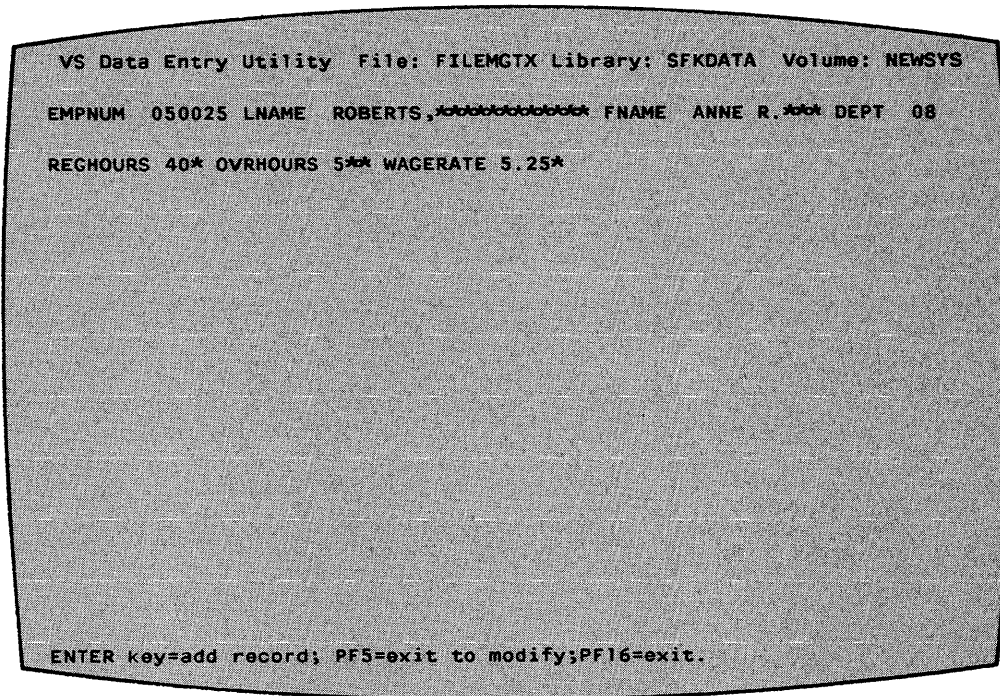 VS Data Entry Utility File: FILEMGTX Library: SFKDATA Volume: NEWSYS
EMPNUM 050025 LNAME ROBERTS,************ FNAME ANNE R.*** DEPT 08
REGHOURS 40* OVRHOURS 5** WAGERATE 5.25*
ENTER key=add record; PF5=exit to modify;PF16=exit.